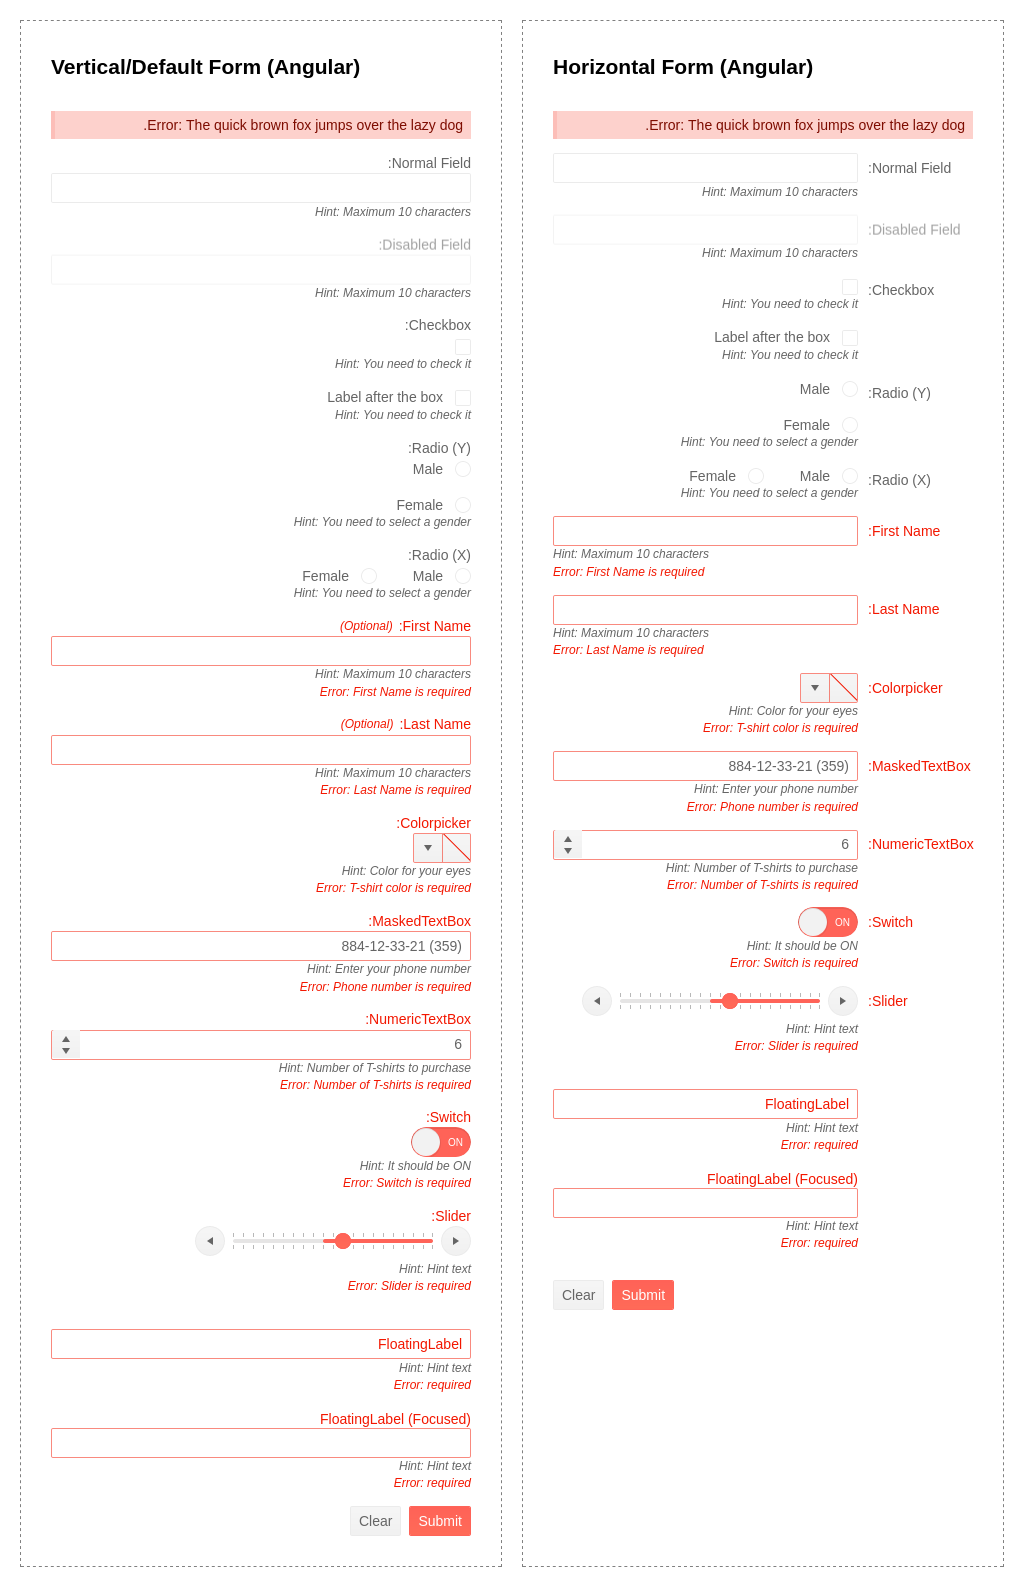 Vertical/Default Form (Angular)
.Error: The quick brown fox jumps over the lazy dog
:Normal Field
Hint: Maximum 10 characters
:Disabled Field
Hint: Maximum 10 characters
:Checkbox
Hint: You need to check it
Label after the box
Hint: You need to check it
:Radio (Y)
Male
Female
Hint: You need to select a gender
:Radio (X)
Female Male
Hint: You need to select a gender
(Optional) :First Name
Hint: Maximum 10 characters
Error: First Name is required
(Optional) :Last Name
Hint: Maximum 10 characters
Error: Last Name is required
:Colorpicker
Hint: Color for your eyes
Error: T-shirt color is required
:MaskedTextBox
884-12-33-21 (359)
Hint: Enter your phone number
Error: Phone number is required
:NumericTextBox
6
Hint: Number of T-shirts to purchase
Error: Number of T-shirts is required
:Switch
ON
Hint: It should be ON
Error: Switch is required
:Slider
Hint: Hint text
Error: Slider is required
FloatingLabel
Hint: Hint text
Error: required
FloatingLabel (Focused)
Hint: Hint text
Error: required
Clear Submit
Horizontal Form (Angular)
.Error: The quick brown fox jumps over the lazy dog
:Normal Field
Hint: Maximum 10 characters
:Disabled Field
Hint: Maximum 10 characters
:Checkbox
Hint: You need to check it
Label after the box
Hint: You need to check it
Male :Radio (Y)
Female
Hint: You need to select a gender
Female Male :Radio (X)
Hint: You need to select a gender
:First Name
Hint: Maximum 10 characters
Error: First Name is required
:Last Name
Hint: Maximum 10 characters
Error: Last Name is required
:Colorpicker
Hint: Color for your eyes
Error: T-shirt color is required
884-12-33-21 (359) :MaskedTextBox
Hint: Enter your phone number
Error: Phone number is required
6 :NumericTextBox
Hint: Number of T-shirts to purchase
Error: Number of T-shirts is required
ON :Switch
Hint: It should be ON
Error: Switch is required
:Slider
Hint: Hint text
Error: Slider is required
FloatingLabel
Hint: Hint text
Error: required
FloatingLabel (Focused)
Hint: Hint text
Error: required
Clear Submit